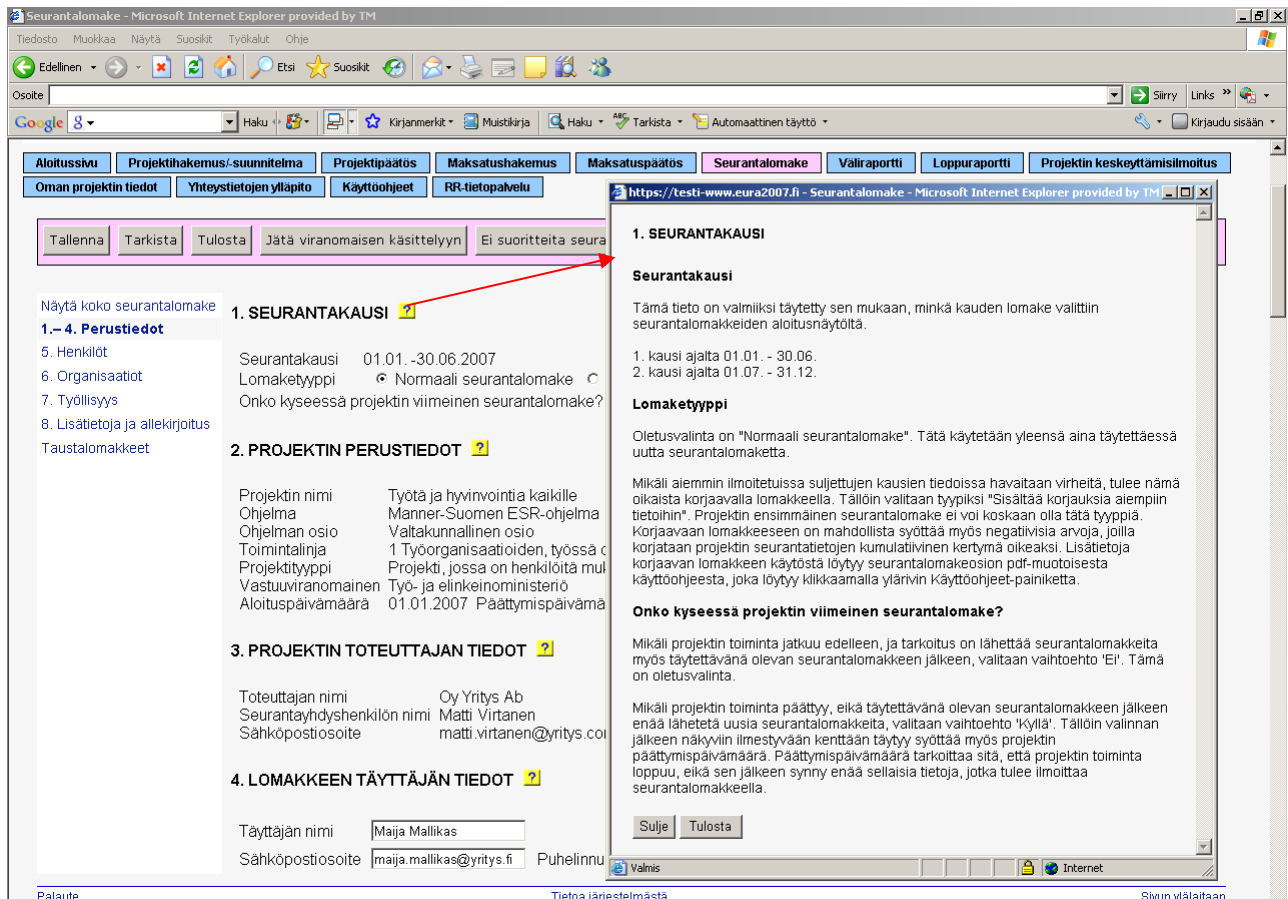 Seurantalomake - Microsoft Internet Explorer provided by TM
Tiedosto Muokkaa Näytä Suosikit Työkalut Ohje
Edellinen Etsi Suosikit
Osoite Siirry Links »
Google Haku Kirjanmerkit Muistikirja Haku Tarkista Automaattinen täyttö Kirjaudu sisään
Aloitussivu Projektihakemus/-suunnitelma Projektipäätös Maksatushakemus Maksatuspäätös Seurantalomake Väliraportti Loppuraportti Projektin keskeyttämisilmoitus
Oman projektin tiedot Yhteystietojen ylläpito Käyttöohjeet RR-tietopalvelu
Tallenna Tarkista Tulosta Jätä viranomaisen käsittelyyn Ei suoritteita seura
Näytä koko seurantalomake
1.– 4. Perustiedot
5. Henkilöt
6. Organisaatiot
7. Työllisyys
8. Lisätietoja ja allekirjoitus
Taustalomakkeet
1. SEURANTAKAUSI ?
Seurantakausi 01.01. -30.06.2007
Lomaketyyppi Normaali seurantalomake
Onko kyseessä projektin viimeinen seurantalomake?
2. PROJEKTIN PERUSTIEDOT ?
Projektin nimi Työtä ja hyvinvointia kaikille
Ohjelma Manner-Suomen ESR-ohjelma
Ohjelman osio Valtakunnallinen osio
Toimintalinja 1 Työorganisaatioiden, työssä o
Projektityyppi Projekti, jossa on henkilöitä muk
Vastuuviranomainen Työ- ja elinkeinoministeriö
Aloituspäivämäärä 01.01.2007 Päättymispäivämä
3. PROJEKTIN TOTEUTTAJAN TIEDOT ?
Toteuttajan nimi Oy Yritys Ab
Seurantayhdyshenkilön nimi Matti Virtanen
Sähköpostiosoite matti.virtanen@yritys.co
4. LOMAKKEEN TÄYTTÄJÄN TIEDOT ?
Täyttäjän nimi Maija Mallikas
Sähköpostiosoite maija.mallikas@yritys.fi Puhelinnu
Palaute Tietoa järjestelmästä Sivun ylälaitaan
https://testi-www.eura2007.fi - Seurantalomake - Microsoft Internet Explorer provided by TM
1. SEURANTAKAUSI
Seurantakausi
Tämä tieto on valmiiksi täytetty sen mukaan, minkä kauden lomake valittiin
seurantalomakkeiden aloitusnäytöltä.
1. kausi ajalta 01.01. - 30.06.
2. kausi ajalta 01.07. - 31.12.
Lomaketyyppi
Oletusvalinta on "Normaali seurantalomake". Tätä käytetään yleensä aina täytettäessä
uutta seurantalomaketta.
Mikäli aiemmin ilmoitetuissa suljettujen kausien tiedoissa havaitaan virheitä, tulee nämä
oikaista korjaavalla lomakkeella. Tällöin valitaan tyypiksi "Sisältää korjauksia aiempiin
tietoihin". Projektin ensimmäinen seurantalomake ei voi koskaan olla tätä tyyppiä.
Korjaavaan lomakkeeseen on mahdollista syöttää myös negatiivisia arvoja, joilla
korjataan projektin seurantatietojen kumulatiivinen kertymä oikeaksi. Lisätietoja
korjaavan lomakkeen käytöstä löytyy seurantalomakeosion pdf-muotoisesta
käyttöohjeesta, joka löytyy klikkaamalla ylärivin Käyttöohjeet-painiketta.
Onko kyseessä projektin viimeinen seurantalomake?
Mikäli projektin toiminta jatkuu edelleen, ja tarkoitus on lähettää seurantalomakkeita
myös täytettävänä olevan seurantalomakkeen jälkeen, valitaan vaihtoehto 'Ei'. Tämä
on oletusvalinta.
Mikäli projektin toiminta päättyy, eikä täytettävänä olevan seurantalomakkeen jälkeen
enää lähetetä uusia seurantalomakkeita, valitaan vaihtoehto 'Kyllä'. Tällöin valinnan
jälkeen näkyviin ilmestyvään kenttään täytyy syöttää myös projektin
päättymispäivämäärä. Päättymispäivämäärä tarkoittaa sitä, että projektin toiminta
loppuu, eikä sen jälkeen synny enää sellaisia tietoja, jotka tulee ilmoittaa
seurantalomakkeella.
Sulje Tulosta
Valmis Internet